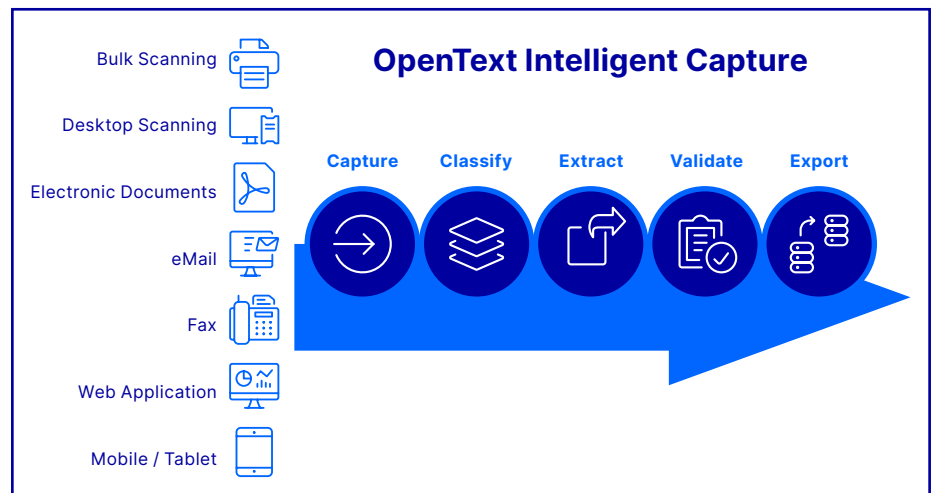 OpenText Intelligent Capture
Bulk Scanning
Desktop Scanning
Electronic Documents
eMail
Fax
Web Application
Mobile / Tablet
Capture
Classify
Extract
Validate
Export